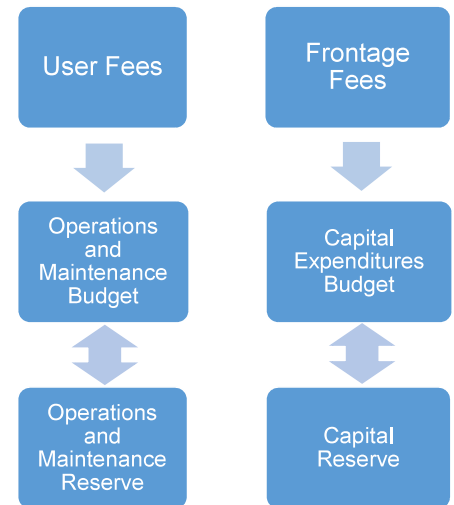 User Fees
Frontage
Fees
Operations
and
Maintenance
Budget
Capital
Expenditures
Budget
Operations
and
Maintenance
Reserve
Capital
Reserve